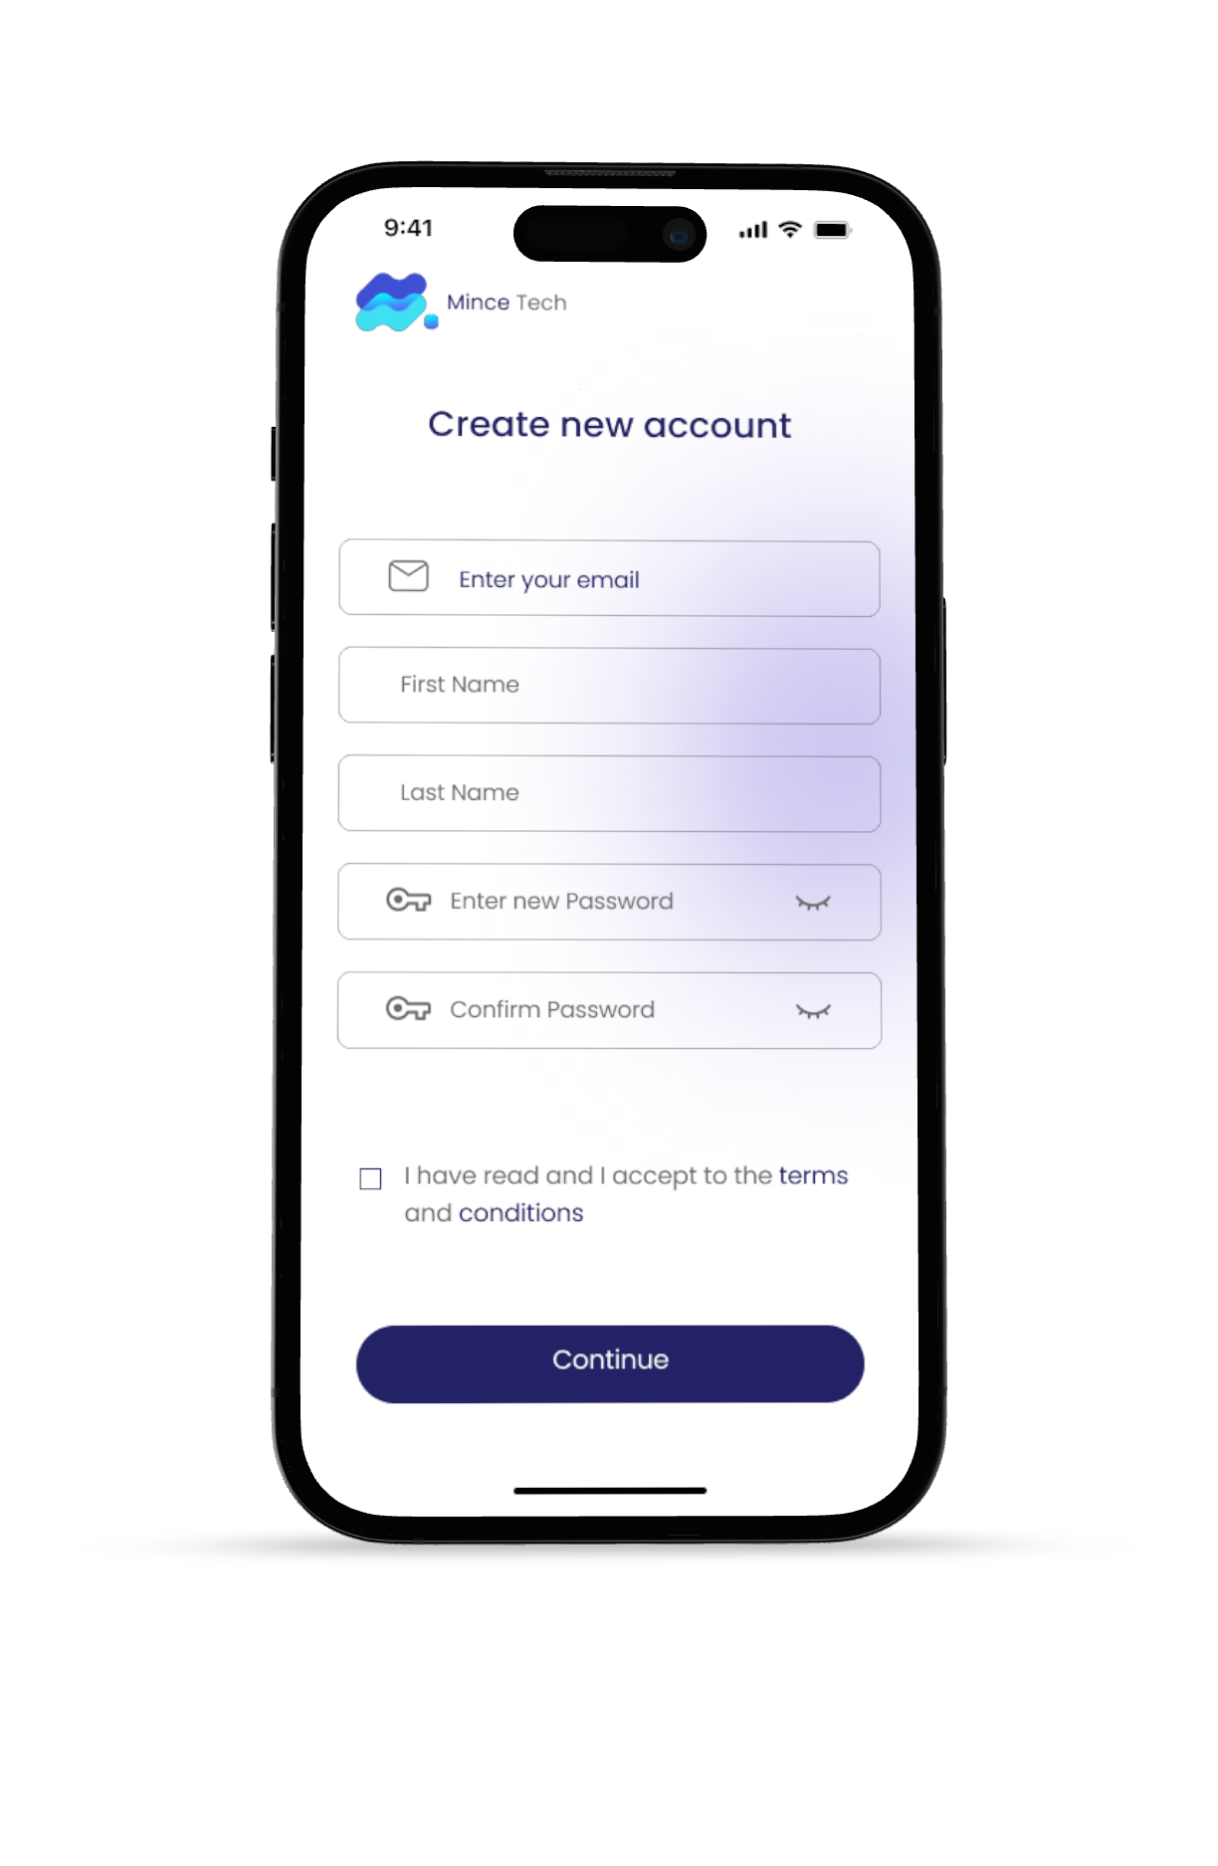 9:41
Mince Tech
Create new account
Enter your email
First Name
Last Name
Enter new Password
Confirm Password
I have read and I accept to the terms
and conditions
Continue